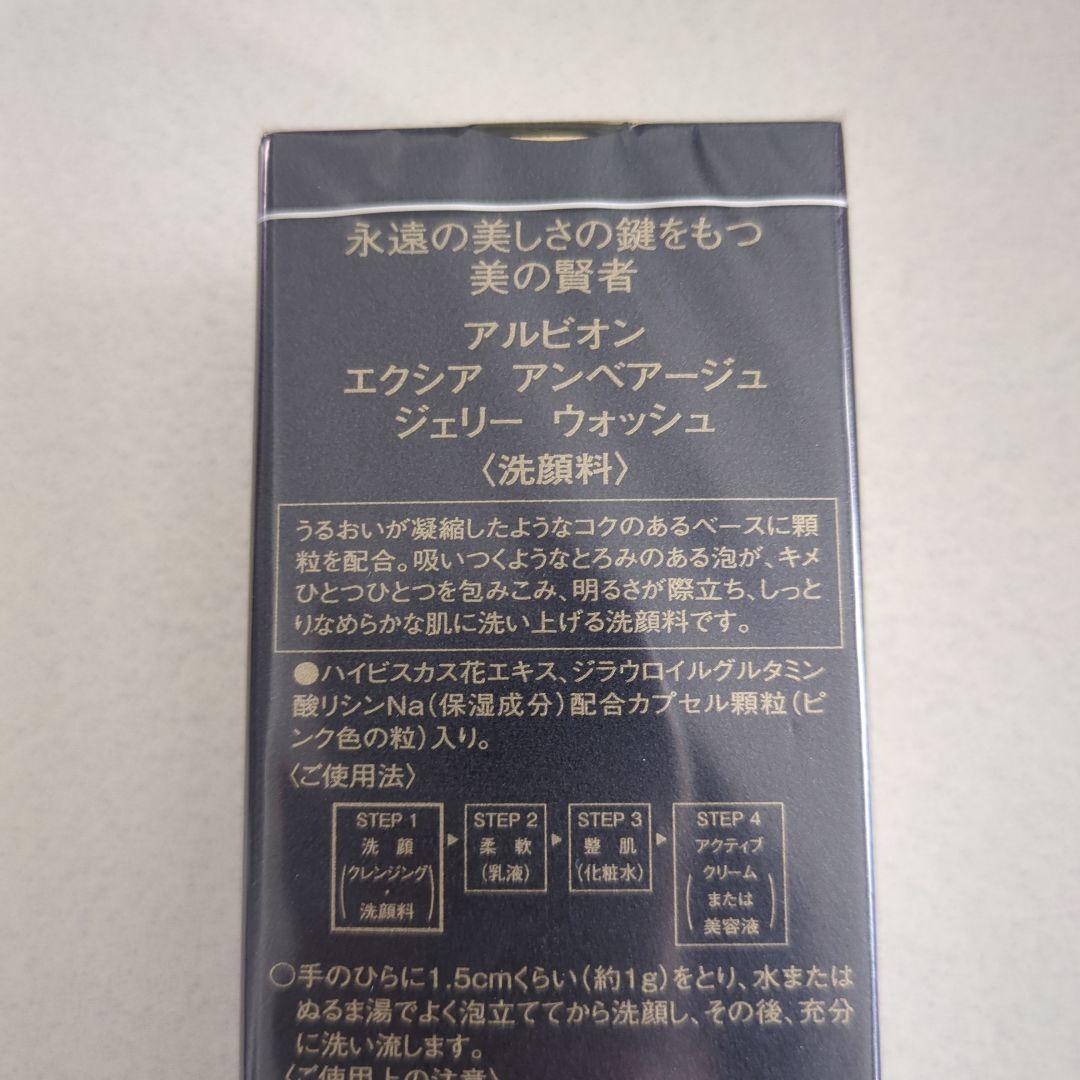 永遠の美しさの鍵をもつ
美の賢者
アルビオン
エクシア アンベアージュ
ジェリー ウォッシュ
〈洗顔料〉
うるおいが凝縮したようなコクのあるベースに顆
粒を配合。吸いつくようなとろみのある泡が、キメ
ひとつひとつを包みこみ、明るさが際立ち、しっと
りなめらかな肌に洗い上げる洗顔料です。
●ハイビスカス花エキス、ジラウロイルグルタミン
酸リシンNa(保湿成分)配合カプセル顆粒(ピ
ンク色の粒)入り。
〈ご使用法〉
STEP 1
洗顔
(クレンジング
・
洗顔料)
STEP 2
柔軟
(乳液)
STEP 3
整肌
(化粧水)
STEP 4
アクティブ
(クリーム
または
美容液)
○手のひらに1.5cmくらい(約1g)をとり、水または
ぬるま湯でよく泡立ててから洗顔し、その後、充分
に洗い流します。
〈ご使用上の注意〉